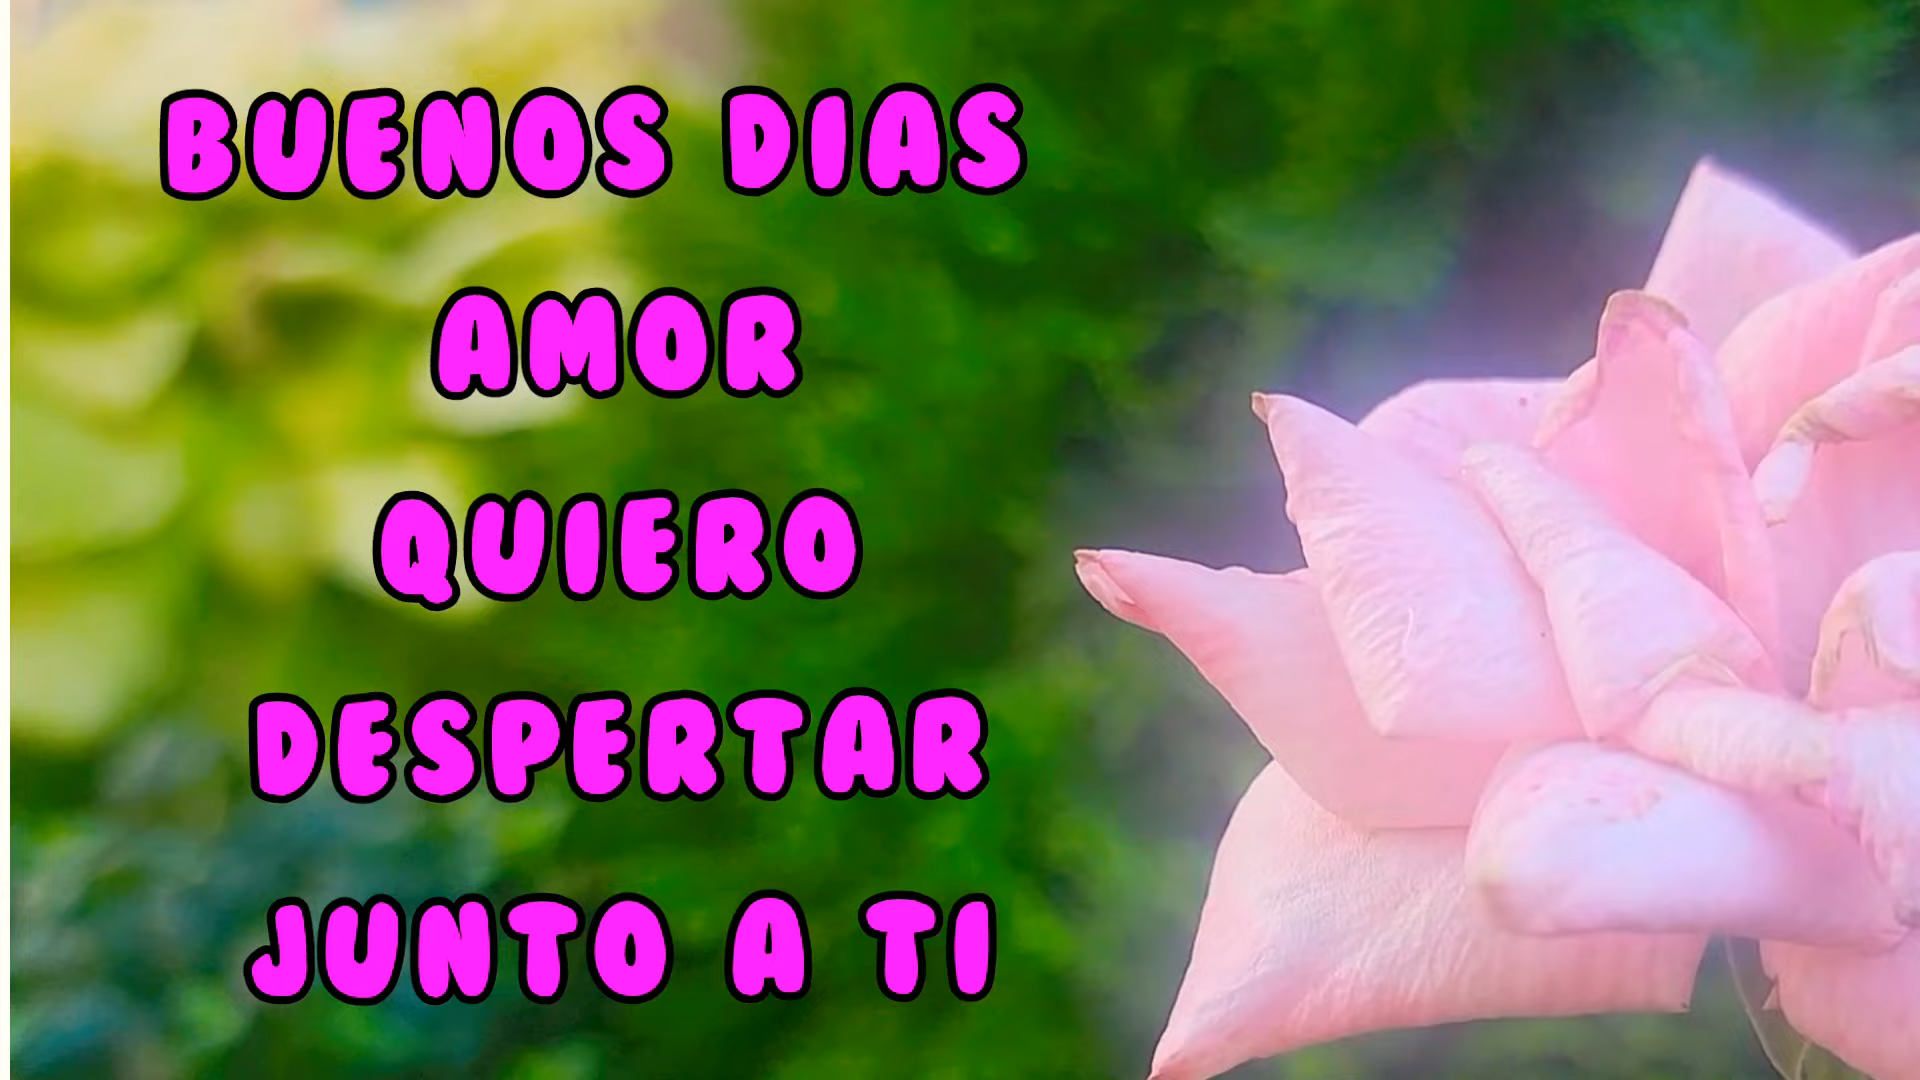 BUENOS DIAS
AMOR
QUIERO
DESPERTAR
JUNTO A TI